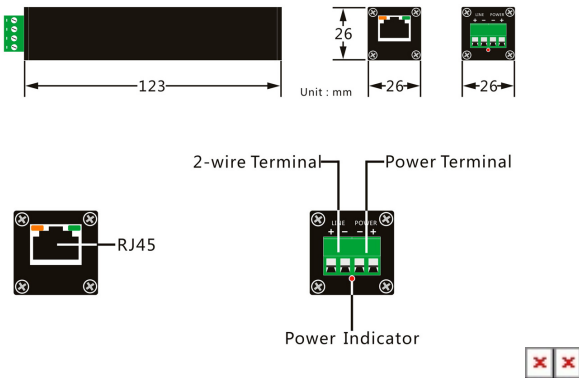 LINE POWER
+ − − +
26
123
Unit : mm
26
26
2-wire Terminal
Power Terminal
LINE POWER
+ − − +
RJ45
Power Indicator